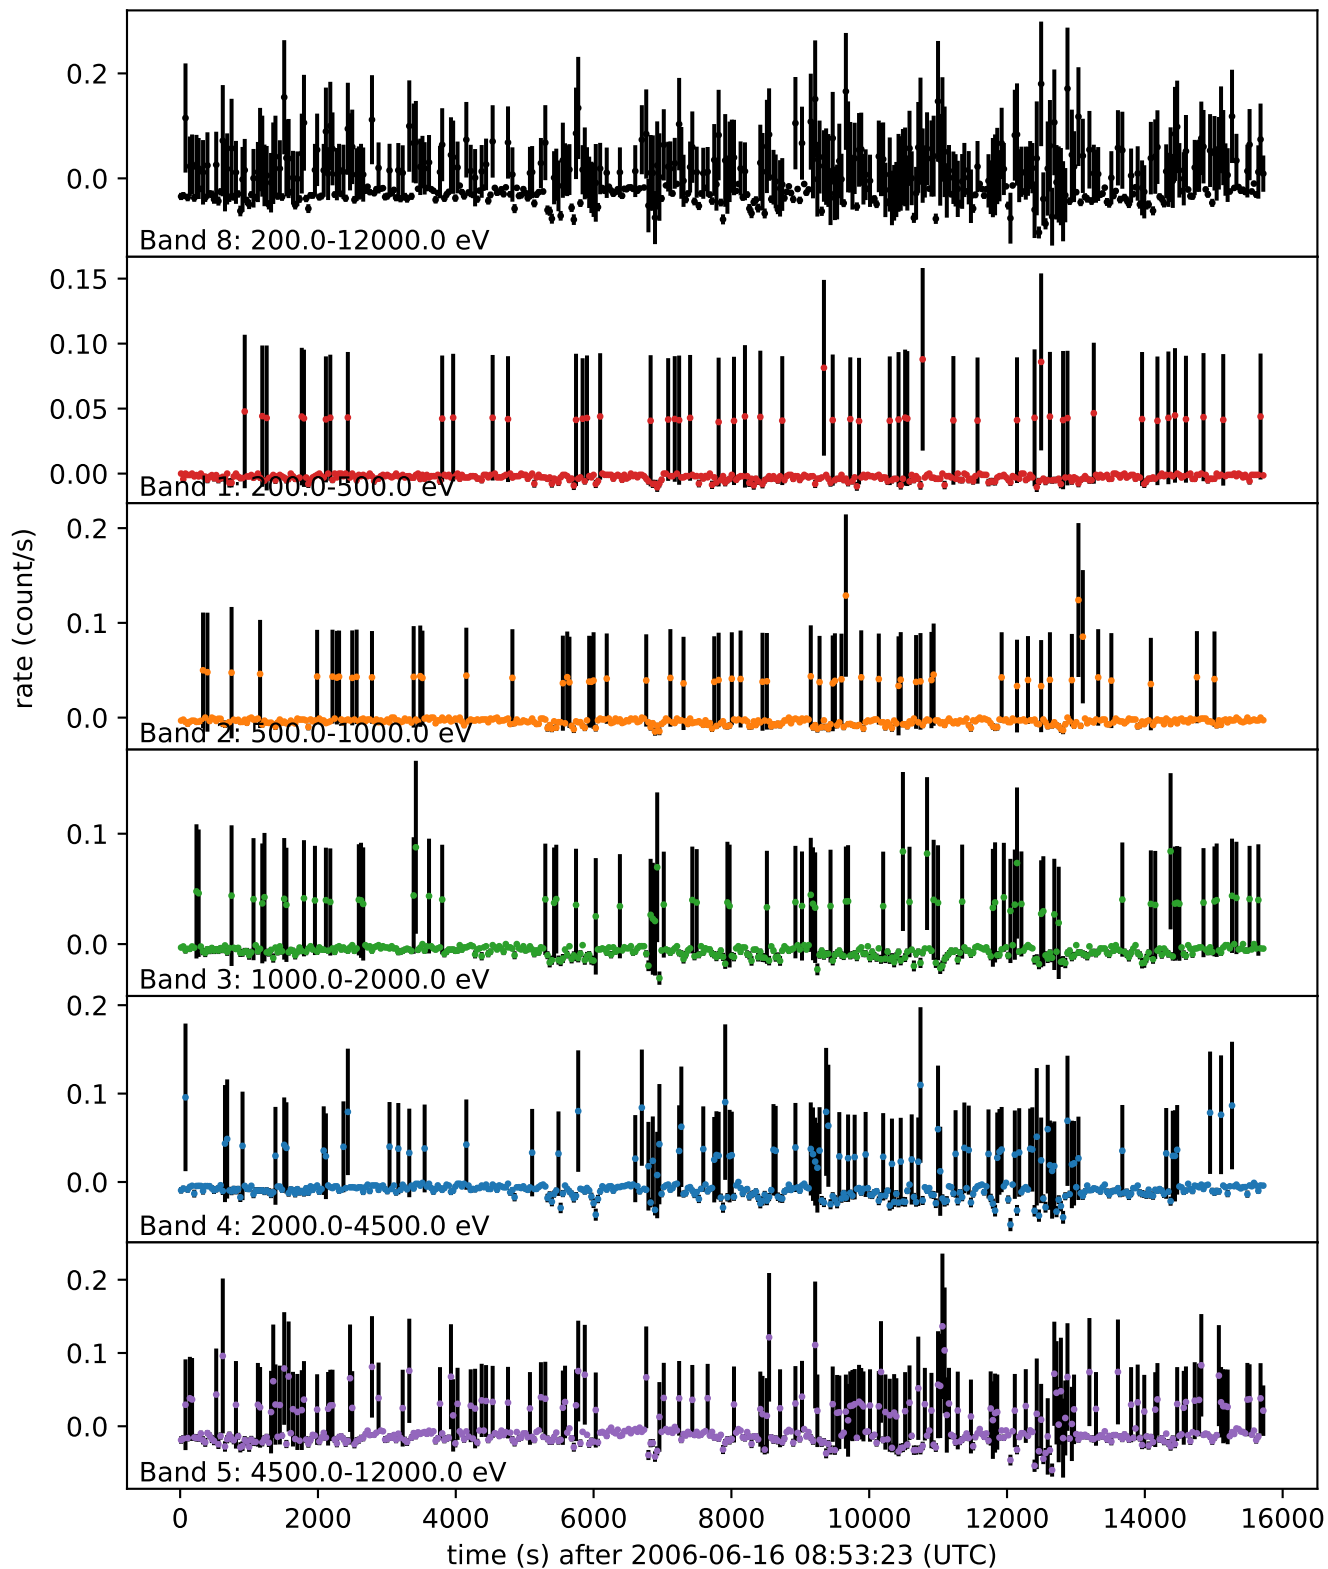 0.2
0.0
Band 8: 200.0-12000.0 eV
0.15
0.10
0.05
0.00
Band 1: 200.0-500.0 eV
rate (count/s)
0.2
0.1
0.0
Band 2: 500.0-1000.0 eV
0.1
0.0
Band 3: 1000.0-2000.0 eV
0.2
0.1
0.0
Band 4: 2000.0-4500.0 eV
0.2
0.1
0.0
Band 5: 4500.0-12000.0 eV
0 2000 4000 6000 8000 10000 12000 14000 16000
time (s) after 2006-06-16 08:53:23 (UTC)